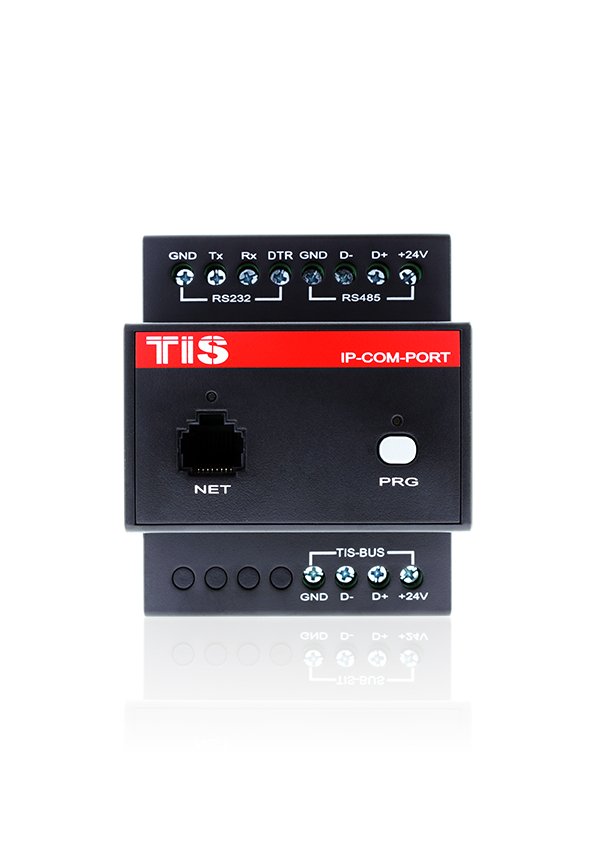 GND Tx Rx DTR GND D- D+ +24V
RS232 RS485
TiS IP-COM-PORT
NET PRG
TIS-BUS
GND D- D+ +24V